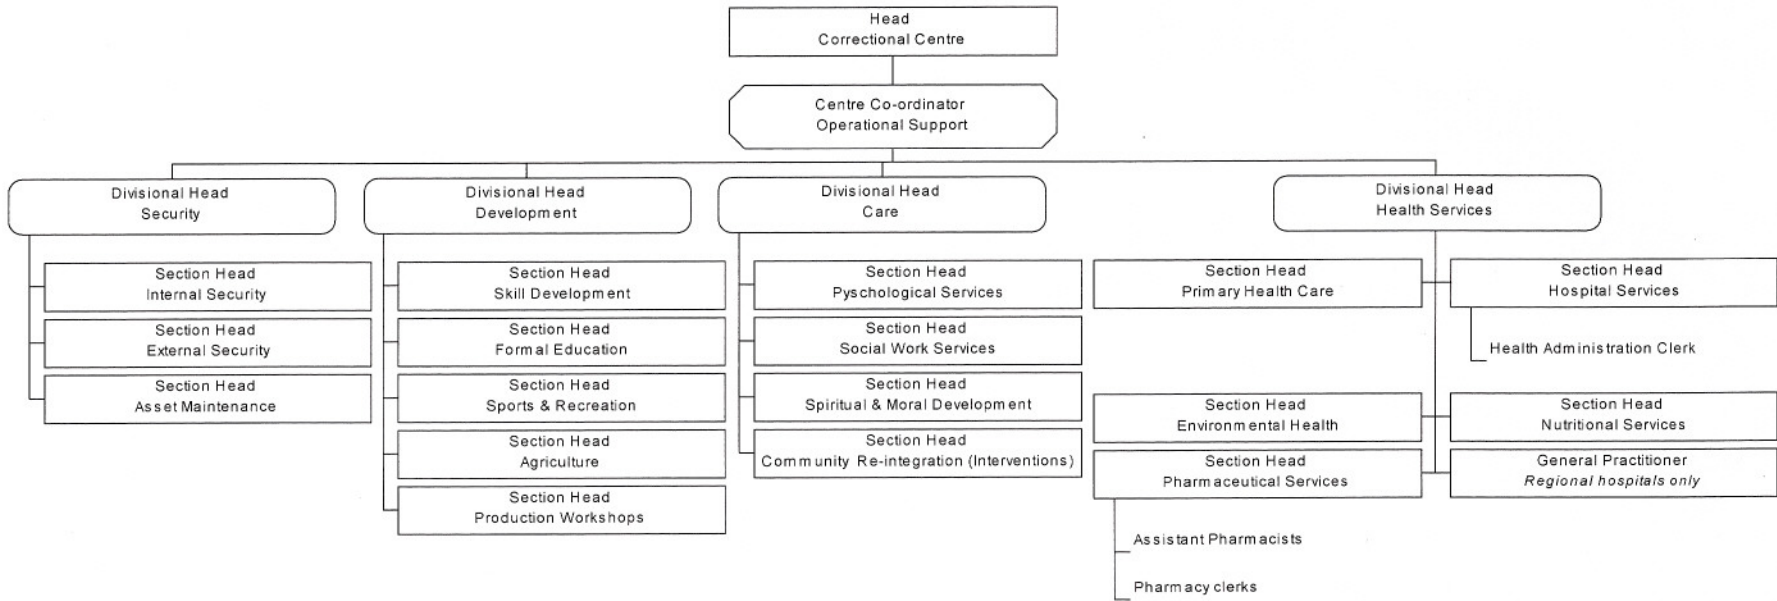 Head
Correctional Centre
Centre Co-ordinator
Operational Support
Divisional Head
Security
Divisional Head
Development
Divisional Head
Care
Divisional Head
Health Services
Section Head
Internal Security
Section Head
External Security
Section Head
Asset Maintenance
Section Head
Skill Development
Section Head
Formal Education
Section Head
Sports & Recreation
Section Head
Agriculture
Section Head
Production Workshops
Section Head
Pyschological Services
Section Head
Social Work Services
Section Head
Spiritual & Moral Development
Section Head
Community Re-integration (Interventions)
Section Head
Primary Health Care
Section Head
Hospital Services
Health Administration Clerk
Section Head
Environmental Health
Section Head
Nutritional Services
Section Head
Pharmaceutical Services
General Practitioner
Regional hospitals only
Assistant Pharmacists
Pharmacy clerks